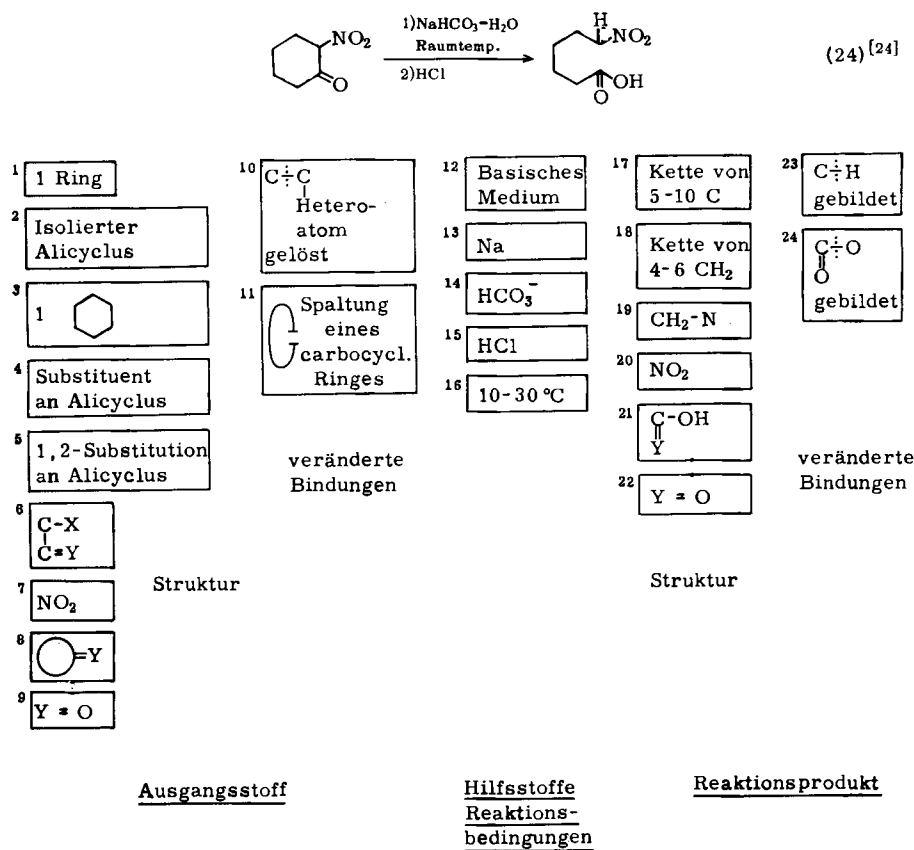 1)NaHCO₃-H₂O
Raumtemp.
2)HCl
NO₂
O
H
NO₂
OH
O
(24)[24]
1 1 Ring
2 Isolierter
Alicyclus
3 1
4 Substituent
an Alicyclus
5 1,2-Substitution
an Alicyclus
6 C-X
C=Y
7 NO₂
8 =Y
9 Y = O
Struktur
10 C÷C
Hetero-
atom
gelöst
11 Spaltung
eines
carbocycl.
Ringes
veränderte
Bindungen
12 Basisches
Medium
13 Na
14 HCO₃⁻
15 HCl
16 10-30 °C
17 Kette von
5-10 C
18 Kette von
4-6 CH₂
19 CH₂-N
20 NO₂
21 C-OH
Y
22 Y = O
Struktur
23 C÷H
gebildet
24 C÷O
O
gebildet
veränderte
Bindungen
Ausgangsstoff
Hilfsstoffe
Reaktions-
bedingungen
Reaktionsprodukt